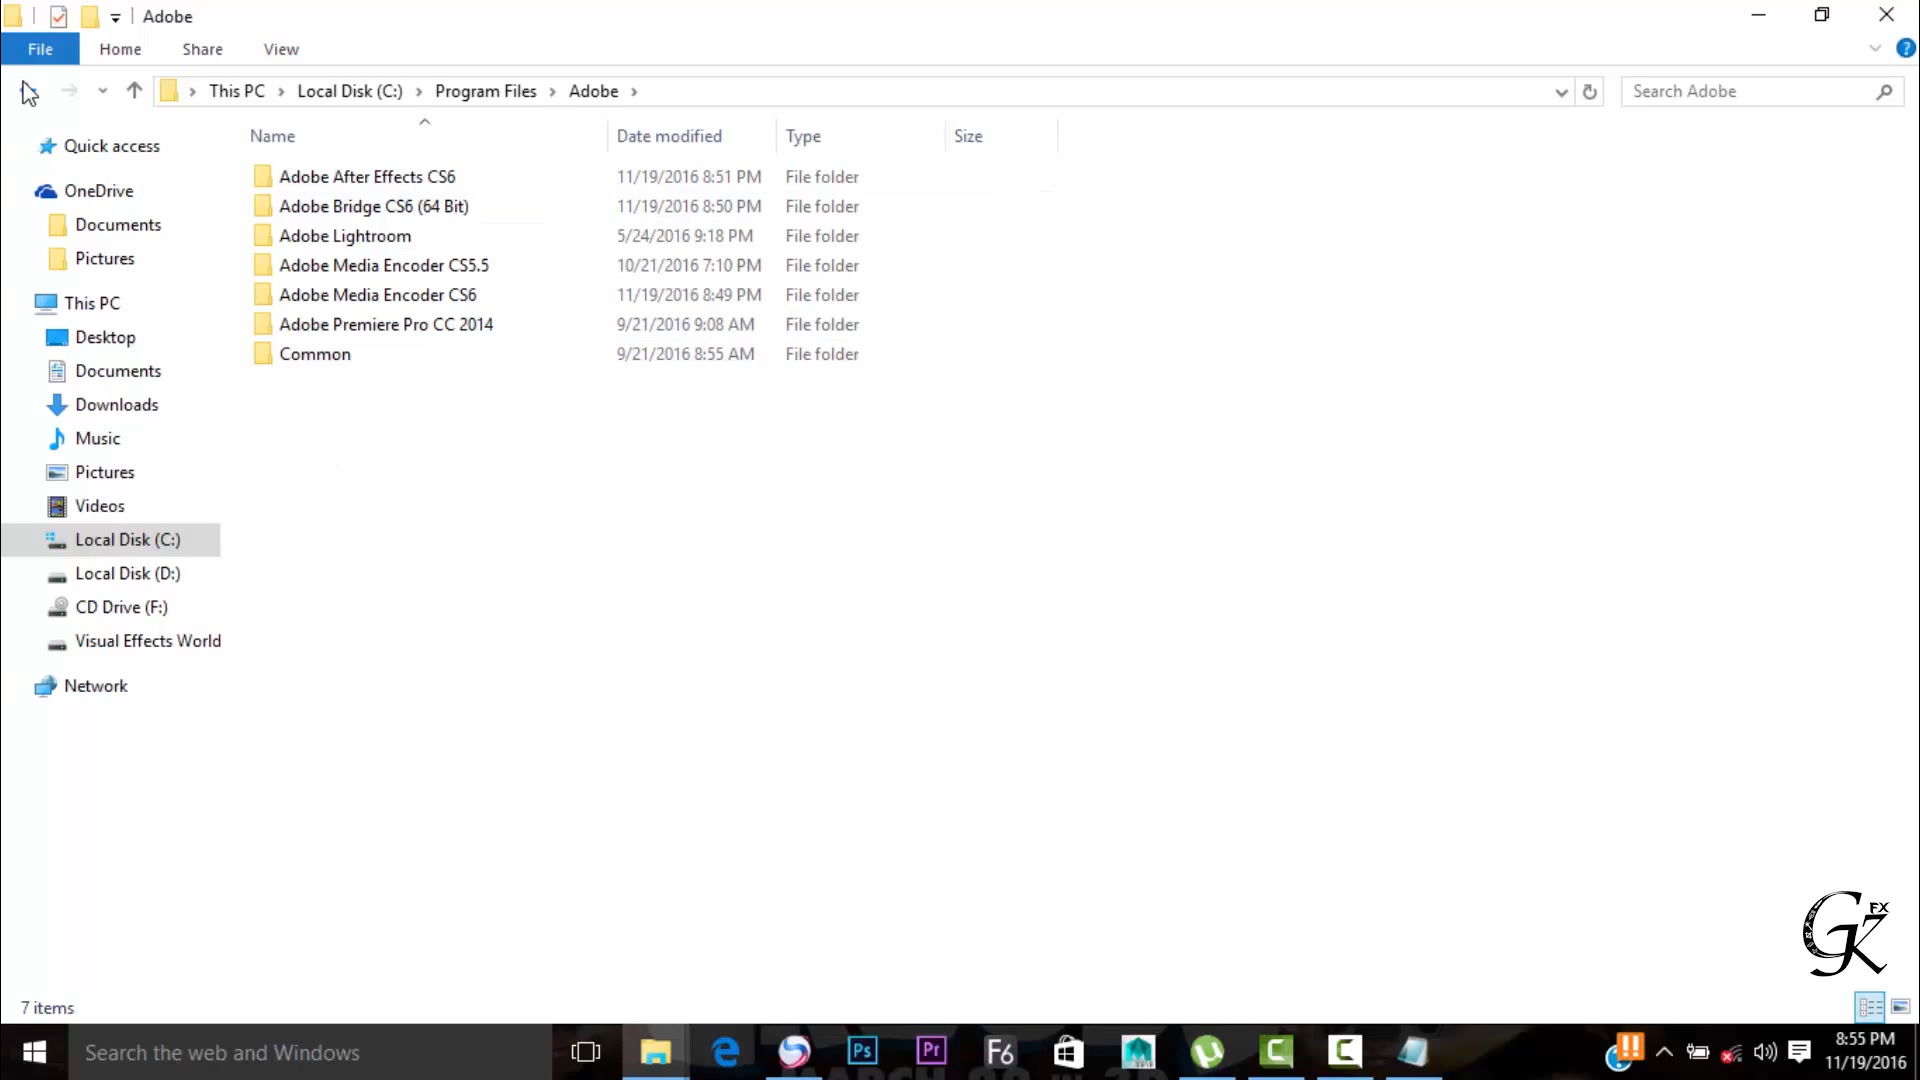 Adobe
File Home Share View
This PC Local Disk (C:) Program Files Adobe Search Adobe
Name Date modified Type Size
Quick access
OneDrive
Documents
Pictures
This PC
Desktop
Documents
Downloads
Music
Pictures
Videos
Local Disk (C:)
Local Disk (D:)
CD Drive (F:)
Visual Effects World
Network
Adobe After Effects CS6 11/19/2016 8:51 PM File folder
Adobe Bridge CS6 (64 Bit) 11/19/2016 8:50 PM File folder
Adobe Lightroom 5/24/2016 9:18 PM File folder
Adobe Media Encoder CS5.5 10/21/2016 7:10 PM File folder
Adobe Media Encoder CS6 11/19/2016 8:49 PM File folder
Adobe Premiere Pro CC 2014 9/21/2016 9:08 AM File folder
Common 9/21/2016 8:55 AM File folder
GK FX
7 items
Search the web and Windows
Ps Pr F6
8:55 PM
11/19/2016